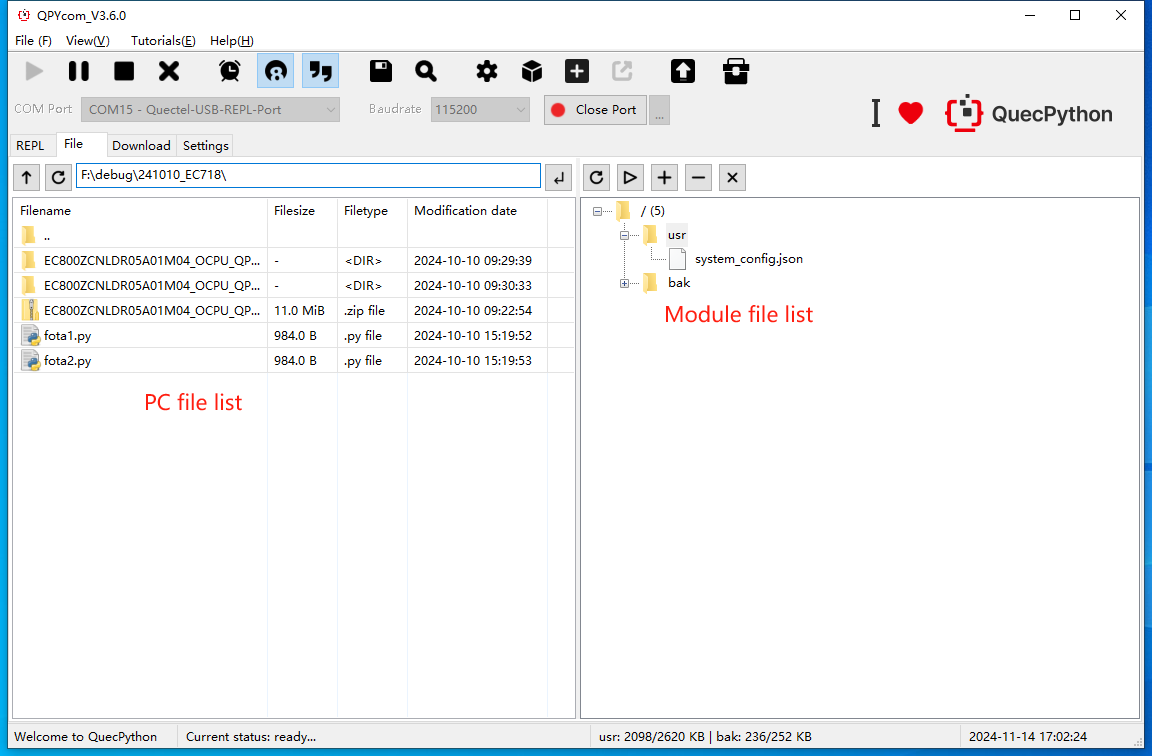 QPYcom_V3.6.0
File (F) View(V) Tutorials(E) Help(H)
COM Port COM15 - Quectel-USB-REPL-Port Baudrate 115200 Close Port ... I QuecPython
REPL File Download Settings
F:\debug\241010_EC718\
Filename Filesize Filetype Modification date
..
EC800ZCNLDR05A01M04_OCPU_QP... - <DIR> 2024-10-10 09:29:39
EC800ZCNLDR05A01M04_OCPU_QP... - <DIR> 2024-10-10 09:30:33
EC800ZCNLDR05A01M04_OCPU_QP... 11.0 MiB .zip file 2024-10-10 09:22:54
fota1.py 984.0 B .py file 2024-10-10 15:19:52
fota2.py 984.0 B .py file 2024-10-10 15:19:53
PC file list
/ (5)
usr
system_config.json
bak
Module file list
Welcome to QuecPython Current status: ready... usr: 2098/2620 KB | bak: 236/252 KB 2024-11-14 17:02:24